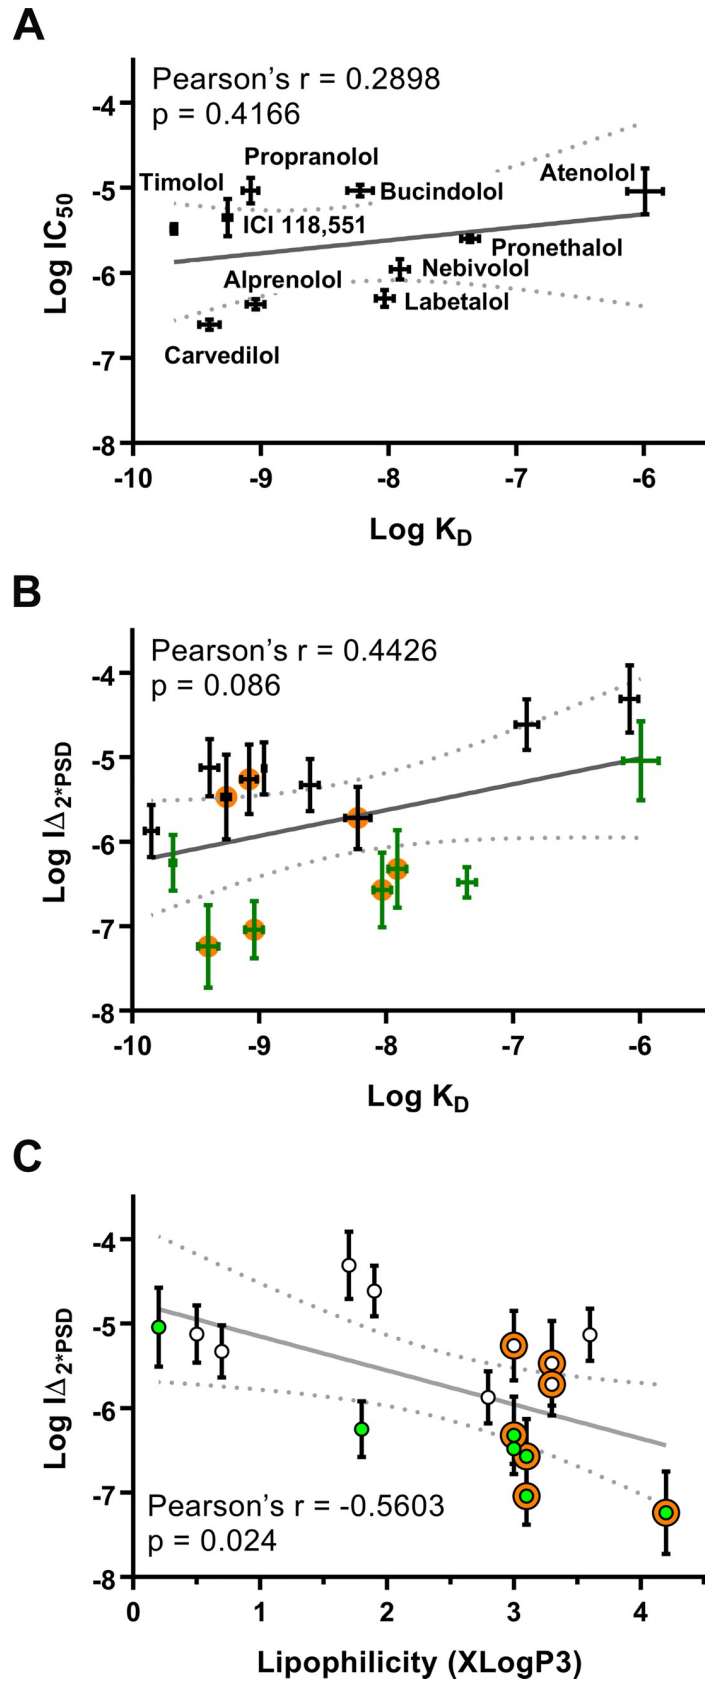 A
Pearson's r = 0.2898
p = 0.4166
-4
-5
-6
-7
-8
Log IC50
Propranolol
Timolol
Atenolol
Bucindolol
ICI 118,551
Pronethalol
Nebivolol
Alprenolol
Labetalol
Carvedilol
-10 -9 -8 -7 -6
Log KD
B
Pearson's r = 0.4426
p = 0.086
-4
-5
-6
-7
-8
Log IΔ2*PSD
-10 -9 -8 -7 -6
Log KD
C
-4
-5
-6
-7
-8
Log IΔ2*PSD
Pearson's r = -0.5603
p = 0.024
0 1 2 3 4
Lipophilicity (XLogP3)